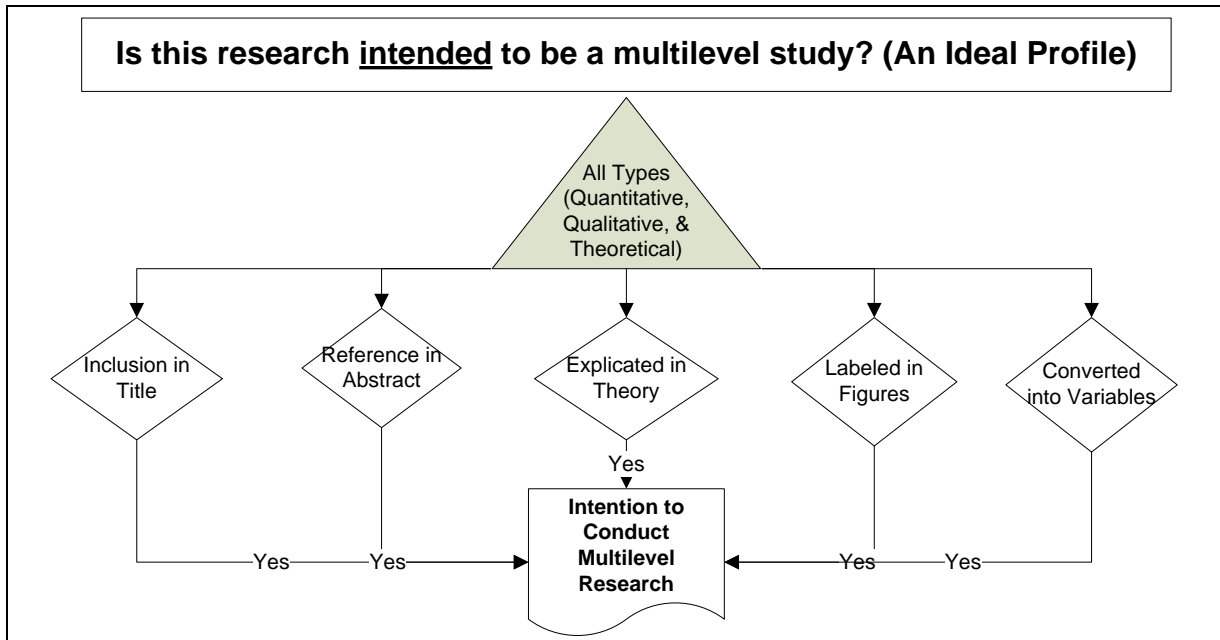 Is this research intended to be a multilevel study? (An Ideal Profile)
All Types
(Quantitative,
Qualitative, &
Theoretical)
Inclusion in
Title
Reference in
Abstract
Explicated in
Theory
Labeled in
Figures
Converted
into Variables
Yes
Intention to
Conduct
Multilevel
Research
Yes
Yes
Yes
Yes